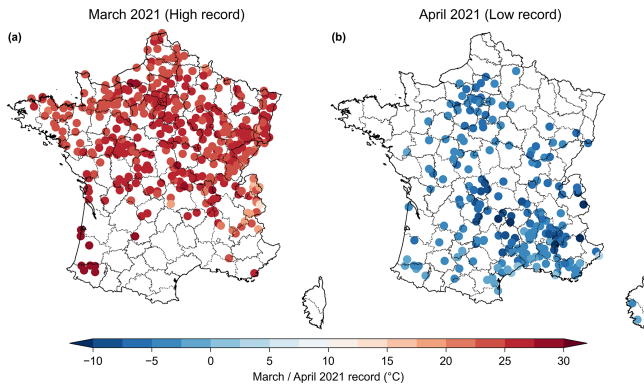 March 2021 (High record)
April 2021 (Low record)
(a)
(b)
−10 −5 0 5 10 15 20 25 30
March / April 2021 record (°C)